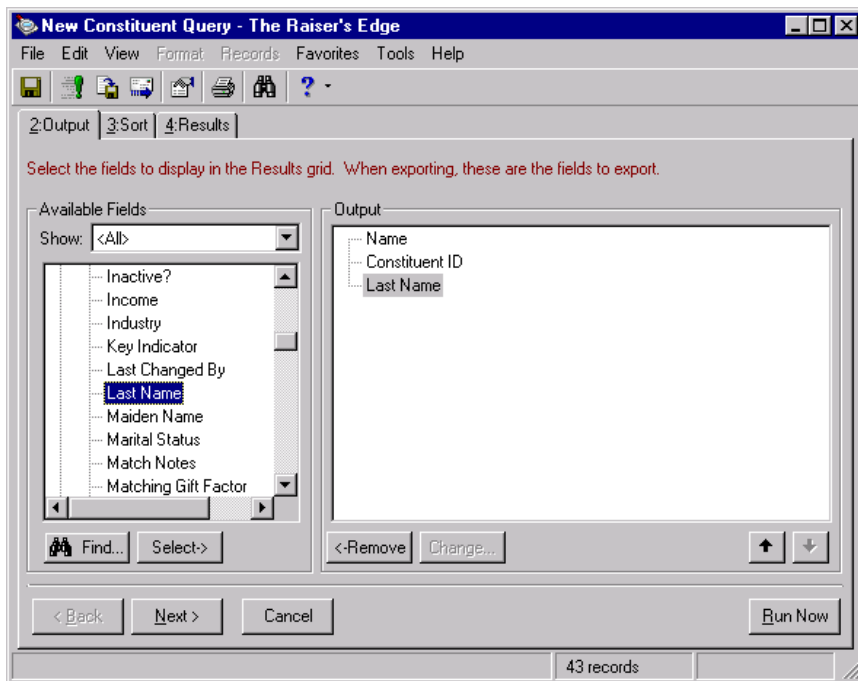 New Constituent Query - The Raiser's Edge
File Edit View Format Records Favorites Tools Help
? 
2:Output 3:Sort 4:Results
Select the fields to display in the Results grid. When exporting, these are the fields to export.
Available Fields
Show: <All>
Inactive?
Income
Industry
Key Indicator
Last Changed By
Last Name
Maiden Name
Marital Status
Match Notes
Matching Gift Factor
Find... Select->
Output
Name
Constituent ID
Last Name
<-Remove Change...
< Back Next > Cancel Run Now
43 records